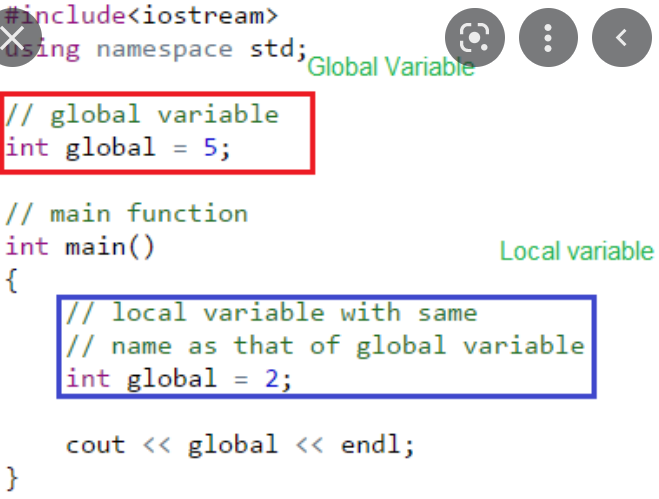 #include<iostream>
using namespace std;
Global Variable
// global variable
int global = 5;
// main function
int main()
Local variable
{
// local variable with same
// name as that of global variable
int global = 2;
cout << global << endl;
}